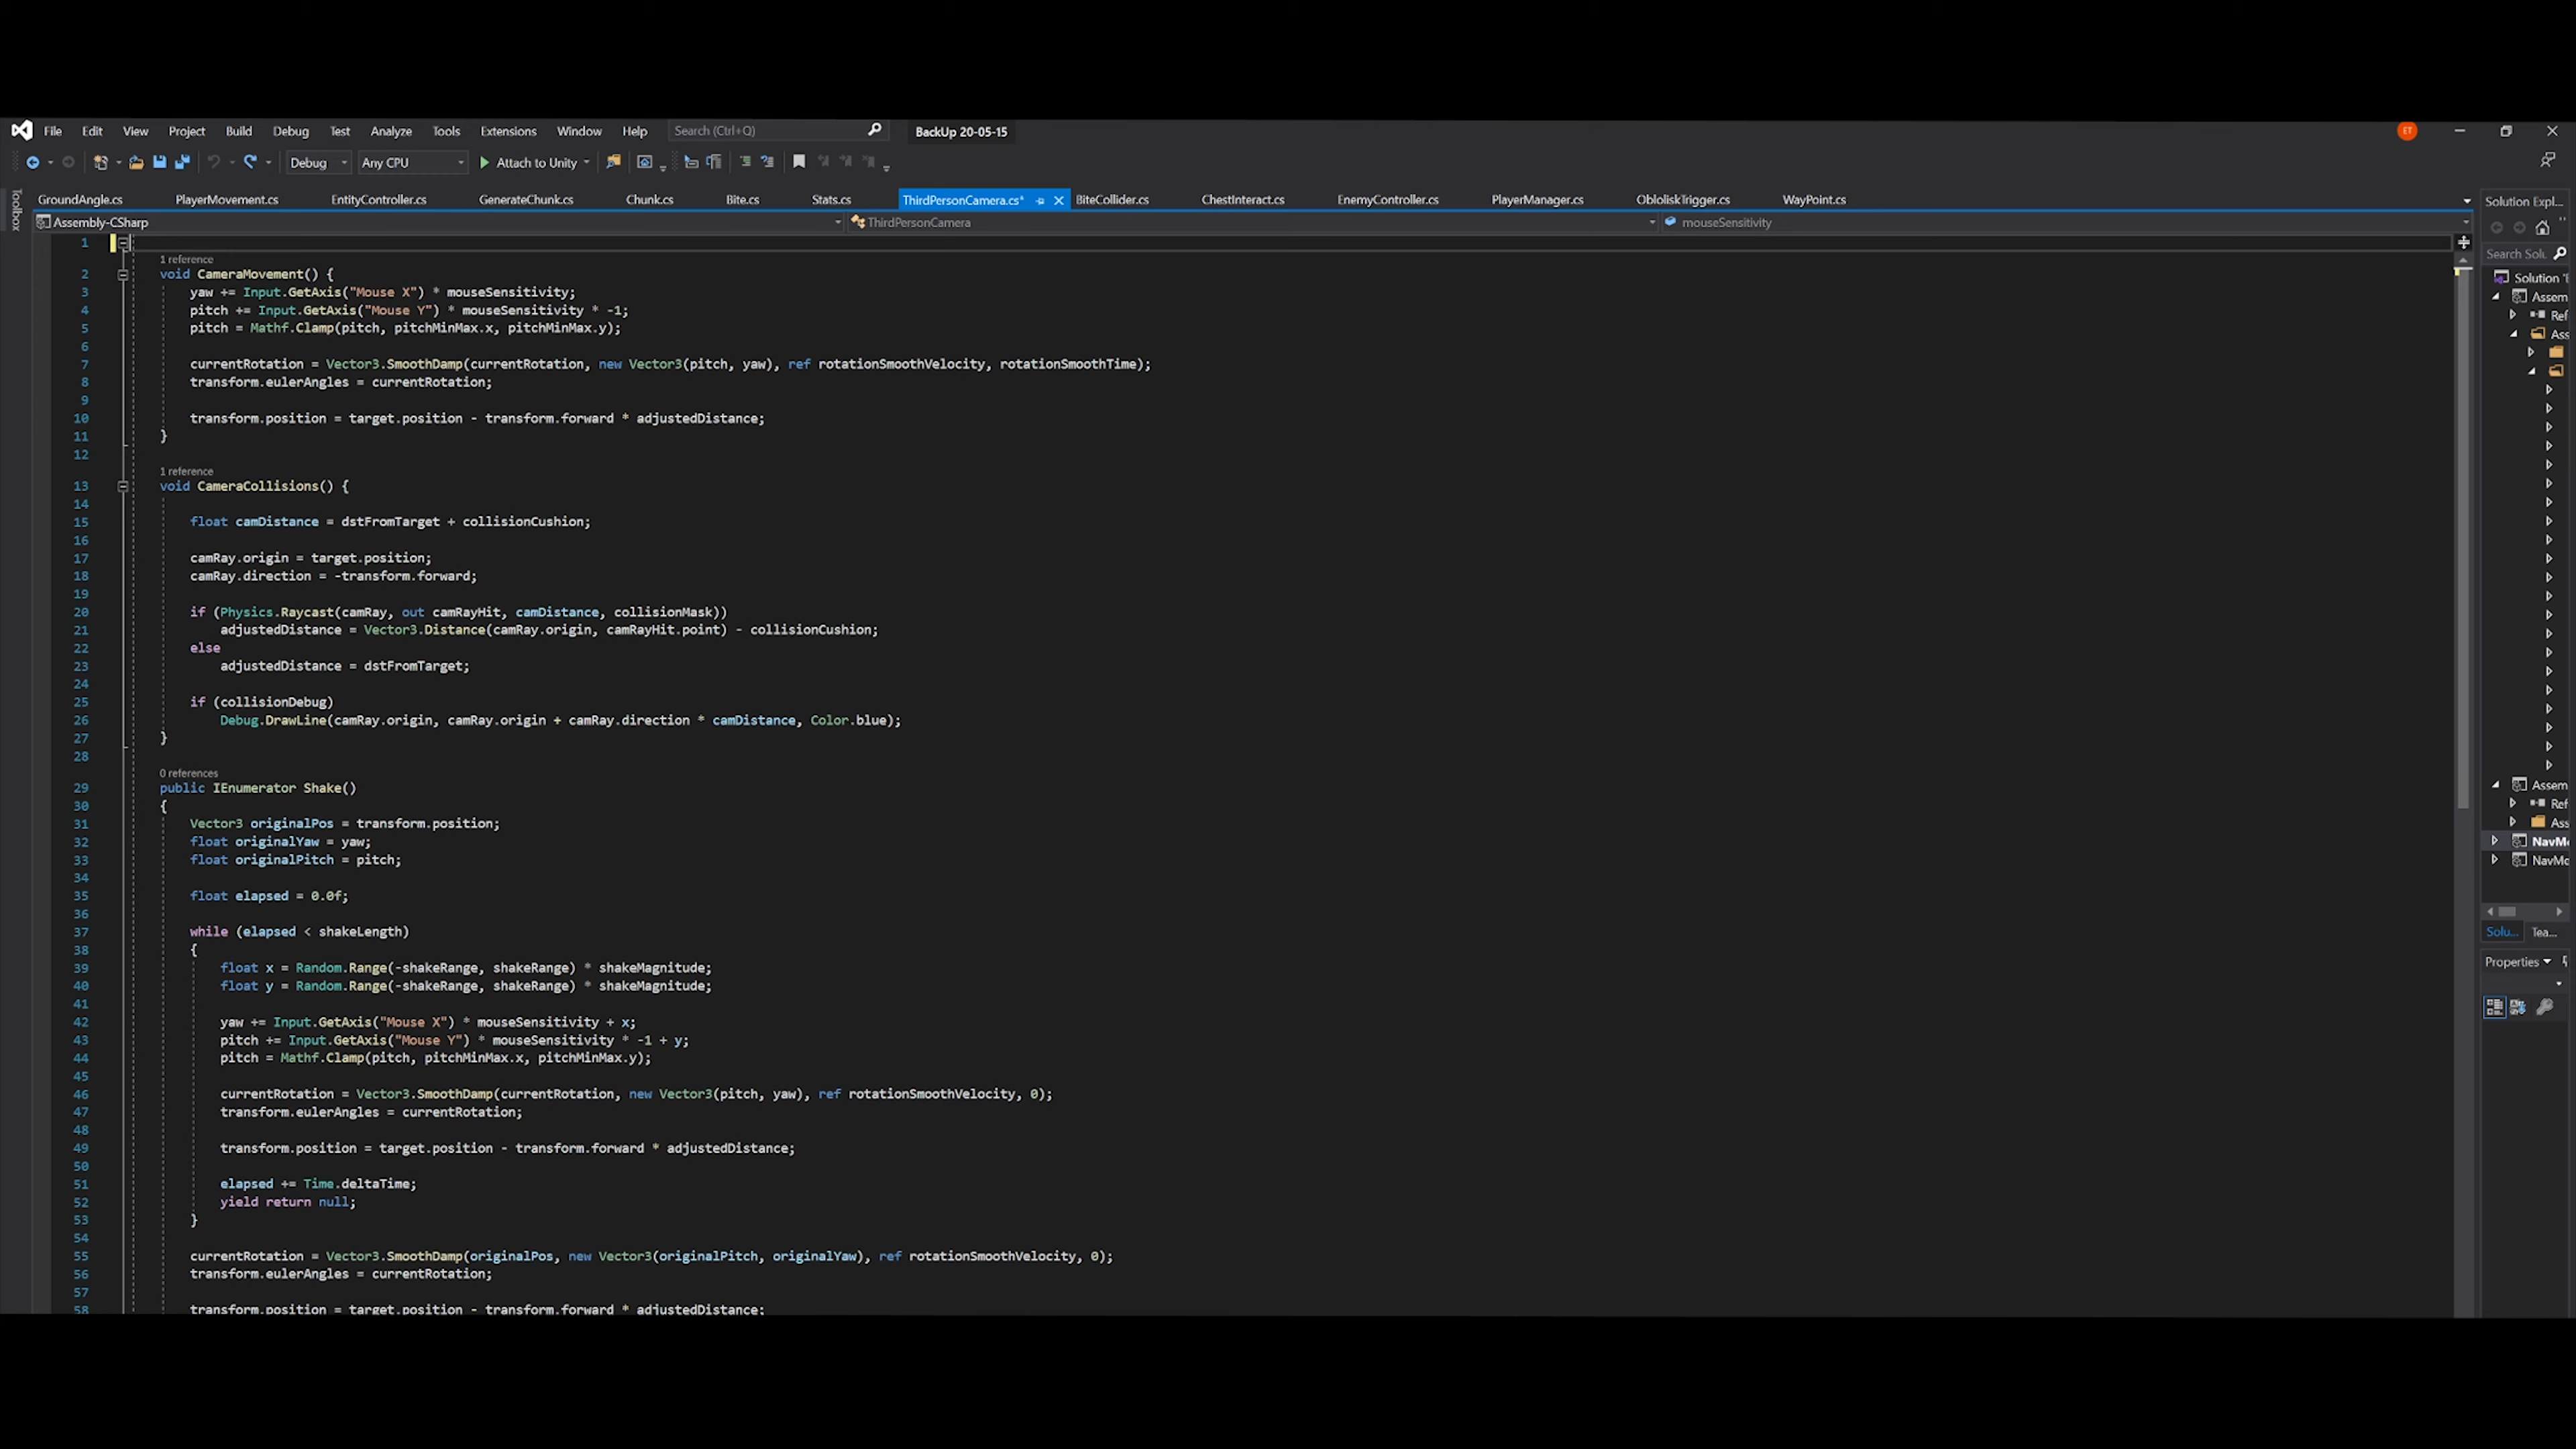 File Edit View Project Build Debug Test Analyze Tools Extensions Window Help Search (Ctrl+Q) BackUp 20-05-15 ET
Debug Any CPU Attach to Unity
Toolbox
GroundAngle.cs PlayerMovement.cs EntityController.cs GenerateChunk.cs Chunk.cs Bite.cs Stats.cs ThirdPersonCamera.cs* BiteCollider.cs ChestInteract.cs EnemyController.cs PlayerManager.cs ObloliskTrigger.cs WayPoint.cs
Assembly-CSharp ThirdPersonCamera mouseSensitivity
1
1 reference
2 void CameraMovement() {
3 yaw += Input.GetAxis("Mouse X") * mouseSensitivity;
4 pitch += Input.GetAxis("Mouse Y") * mouseSensitivity * -1;
5 pitch = Mathf.Clamp(pitch, pitchMinMax.x, pitchMinMax.y);
6
7 currentRotation = Vector3.SmoothDamp(currentRotation, new Vector3(pitch, yaw), ref rotationSmoothVelocity, rotationSmoothTime);
8 transform.eulerAngles = currentRotation;
9
10 transform.position = target.position - transform.forward * adjustedDistance;
11 }
12
1 reference
13 void CameraCollisions() {
14
15 float camDistance = dstFromTarget + collisionCushion;
16
17 camRay.origin = target.position;
18 camRay.direction = -transform.forward;
19
20 if (Physics.Raycast(camRay, out camRayHit, camDistance, collisionMask))
21 adjustedDistance = Vector3.Distance(camRay.origin, camRayHit.point) - collisionCushion;
22 else
23 adjustedDistance = dstFromTarget;
24
25 if (collisionDebug)
26 Debug.DrawLine(camRay.origin, camRay.origin + camRay.direction * camDistance, Color.blue);
27 }
28
0 references
29 public IEnumerator Shake()
30 {
31 Vector3 originalPos = transform.position;
32 float originalYaw = yaw;
33 float originalPitch = pitch;
34
35 float elapsed = 0.0f;
36
37 while (elapsed < shakeLength)
38 {
39 float x = Random.Range(-shakeRange, shakeRange) * shakeMagnitude;
40 float y = Random.Range(-shakeRange, shakeRange) * shakeMagnitude;
41
42 yaw += Input.GetAxis("Mouse X") * mouseSensitivity + x;
43 pitch += Input.GetAxis("Mouse Y") * mouseSensitivity * -1 + y;
44 pitch = Mathf.Clamp(pitch, pitchMinMax.x, pitchMinMax.y);
45
46 currentRotation = Vector3.SmoothDamp(currentRotation, new Vector3(pitch, yaw), ref rotationSmoothVelocity, 0);
47 transform.eulerAngles = currentRotation;
48
49 transform.position = target.position - transform.forward * adjustedDistance;
50
51 elapsed += Time.deltaTime;
52 yield return null;
53 }
54
55 currentRotation = Vector3.SmoothDamp(originalPos, new Vector3(originalPitch, originalYaw), ref rotationSmoothVelocity, 0);
56 transform.eulerAngles = currentRotation;
57
58 transform.position = target.position - transform.forward * adjustedDistance;
Solution Expl...
Search Solu
Solution '
Assem
Ref
Ass
Assem
Ref
Ass
NavMo
NavMo
Solu... Tea...
Properties